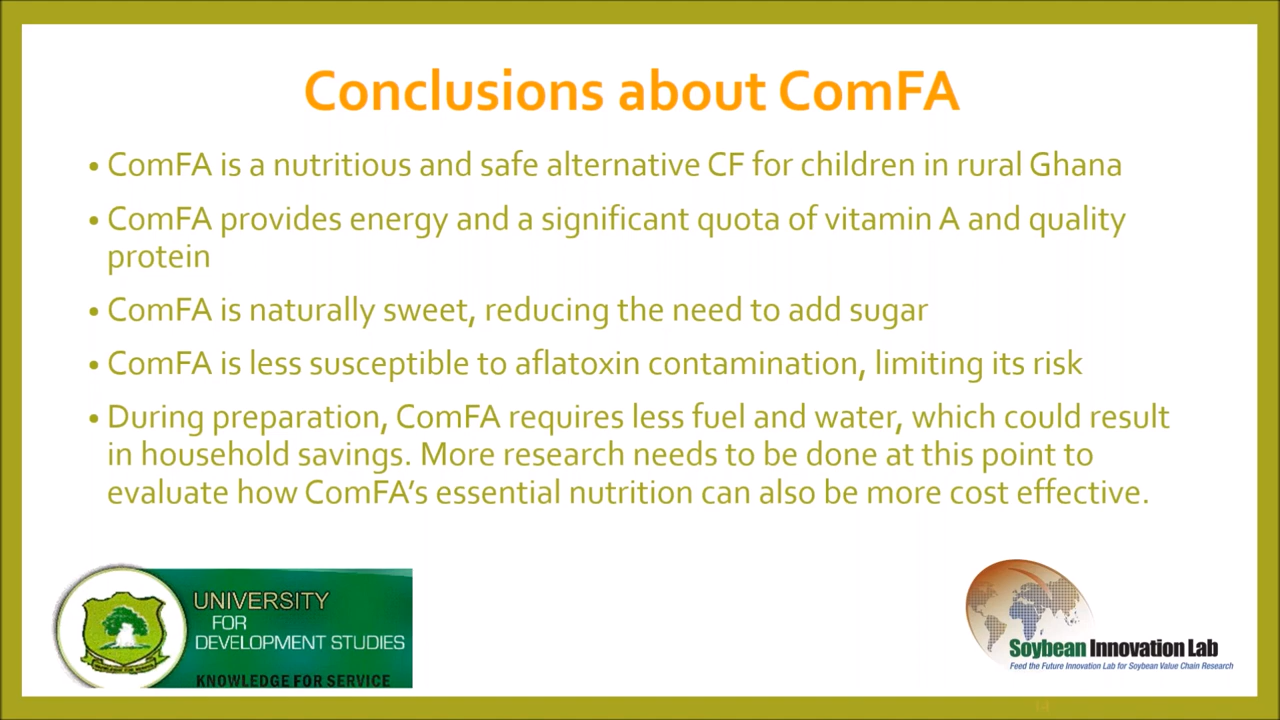 Conclusions about ComFA
• ComFA is a nutritious and safe alternative CF for children in rural Ghana
• ComFA provides energy and a significant quota of vitamin A and quality
protein
• ComFA is naturally sweet, reducing the need to add sugar
• ComFA is less susceptible to aflatoxin contamination, limiting its risk
• During preparation, ComFA requires less fuel and water, which could result
in household savings. More research needs to be done at this point to
evaluate how ComFA’s essential nutrition can also be more cost effective.
UNIVERSITY
FOR
DEVELOPMENT STUDIES
KNOWLEDGE FOR SERVICE
Soybean Innovation Lab
Feed the Future Innovation Lab for Soybean Value Chain Research
14